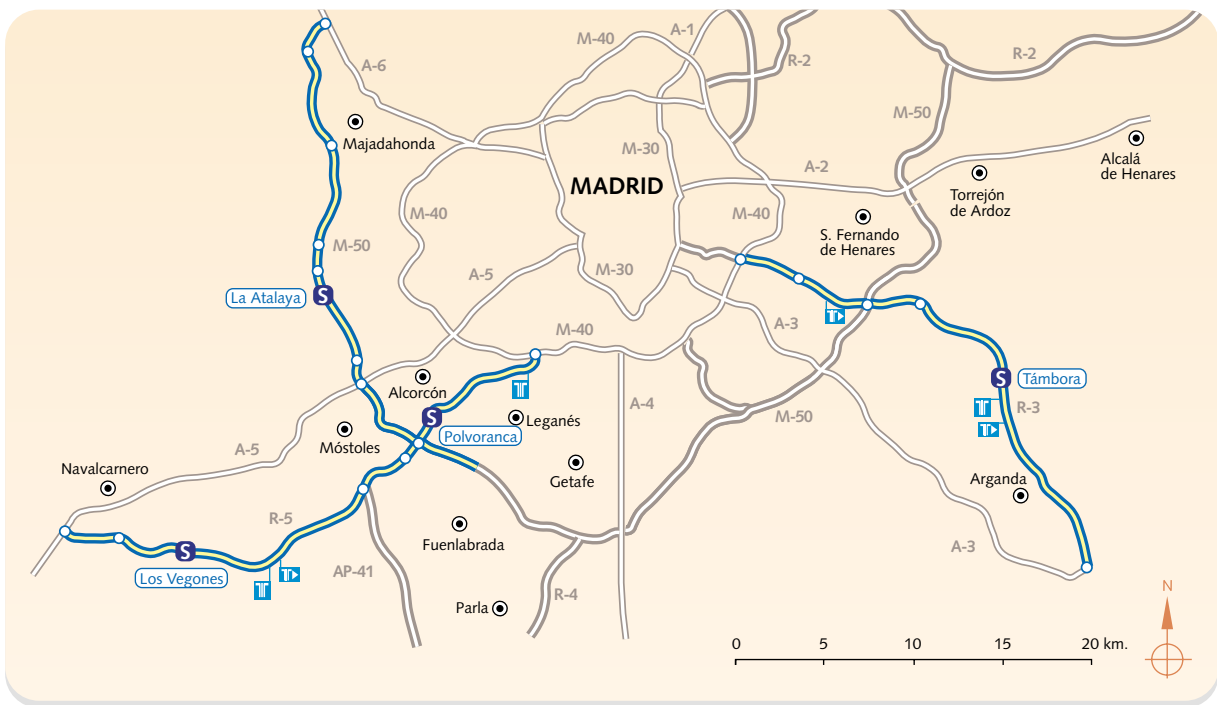 M-40
A-1
R-2
R-2
A-6
M-50
Majadahonda
M-30
A-2
Alcalá
de Henares
MADRID
Torrejón
de Ardoz
M-40
M-40
S. Fernando
de Henares
M-50
A-5
M-30
S
La Atalaya
M-40
A-3
Alcorcón
S
Támbora
A-4
R-3
S
Leganés
M-50
Polvoranca
Móstoles
A-5
Navalcarnero
Getafe
Arganda
R-5
Fuenlabrada
A-3
S
Los Vegones
AP-41
R-4
Parla
N
0 5 10 15 20 km.
T
T
T
T
T
T